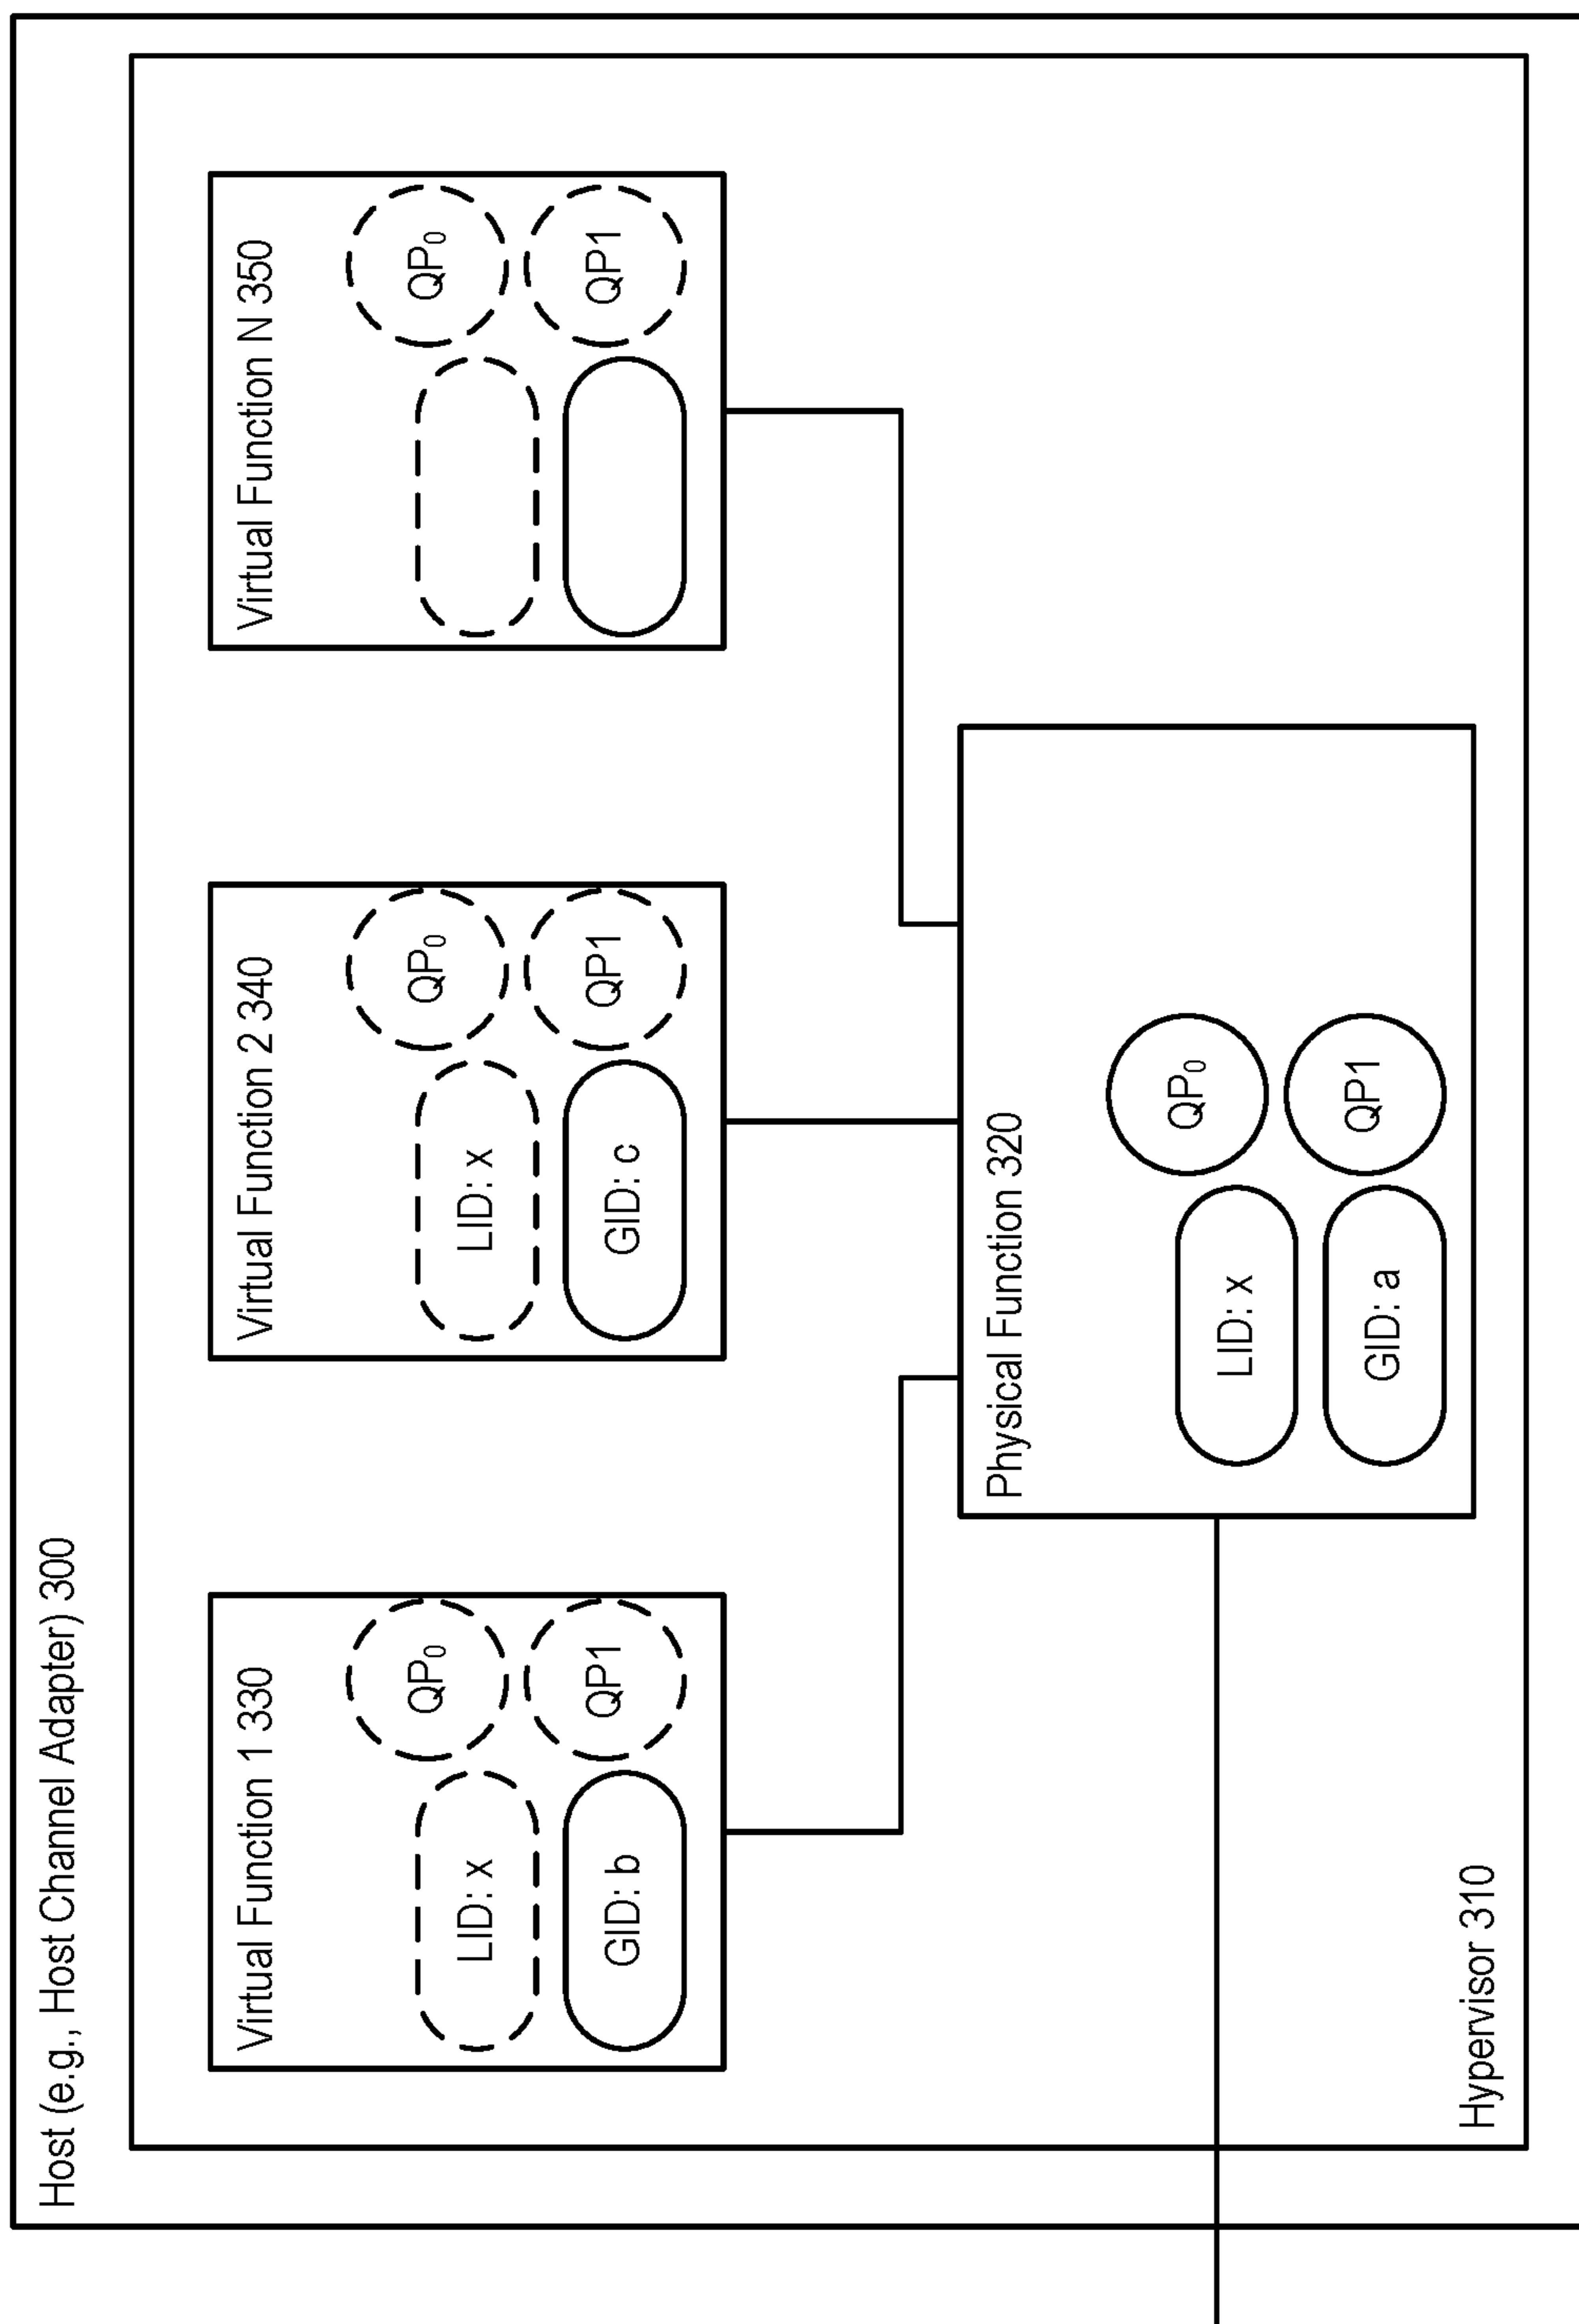 Host (e.g., Host Channel Adapter) 300
Virtual Function 1 330
QP₀
LID: x
QP1
GID: b
Virtual Function 2 340
QP₀
LID: x
QP1
GID: c
Virtual Function N 350
QP₀
QP1
Physical Function 320
QP₀
LID: x
QP1
GID: a
Hypervisor 310